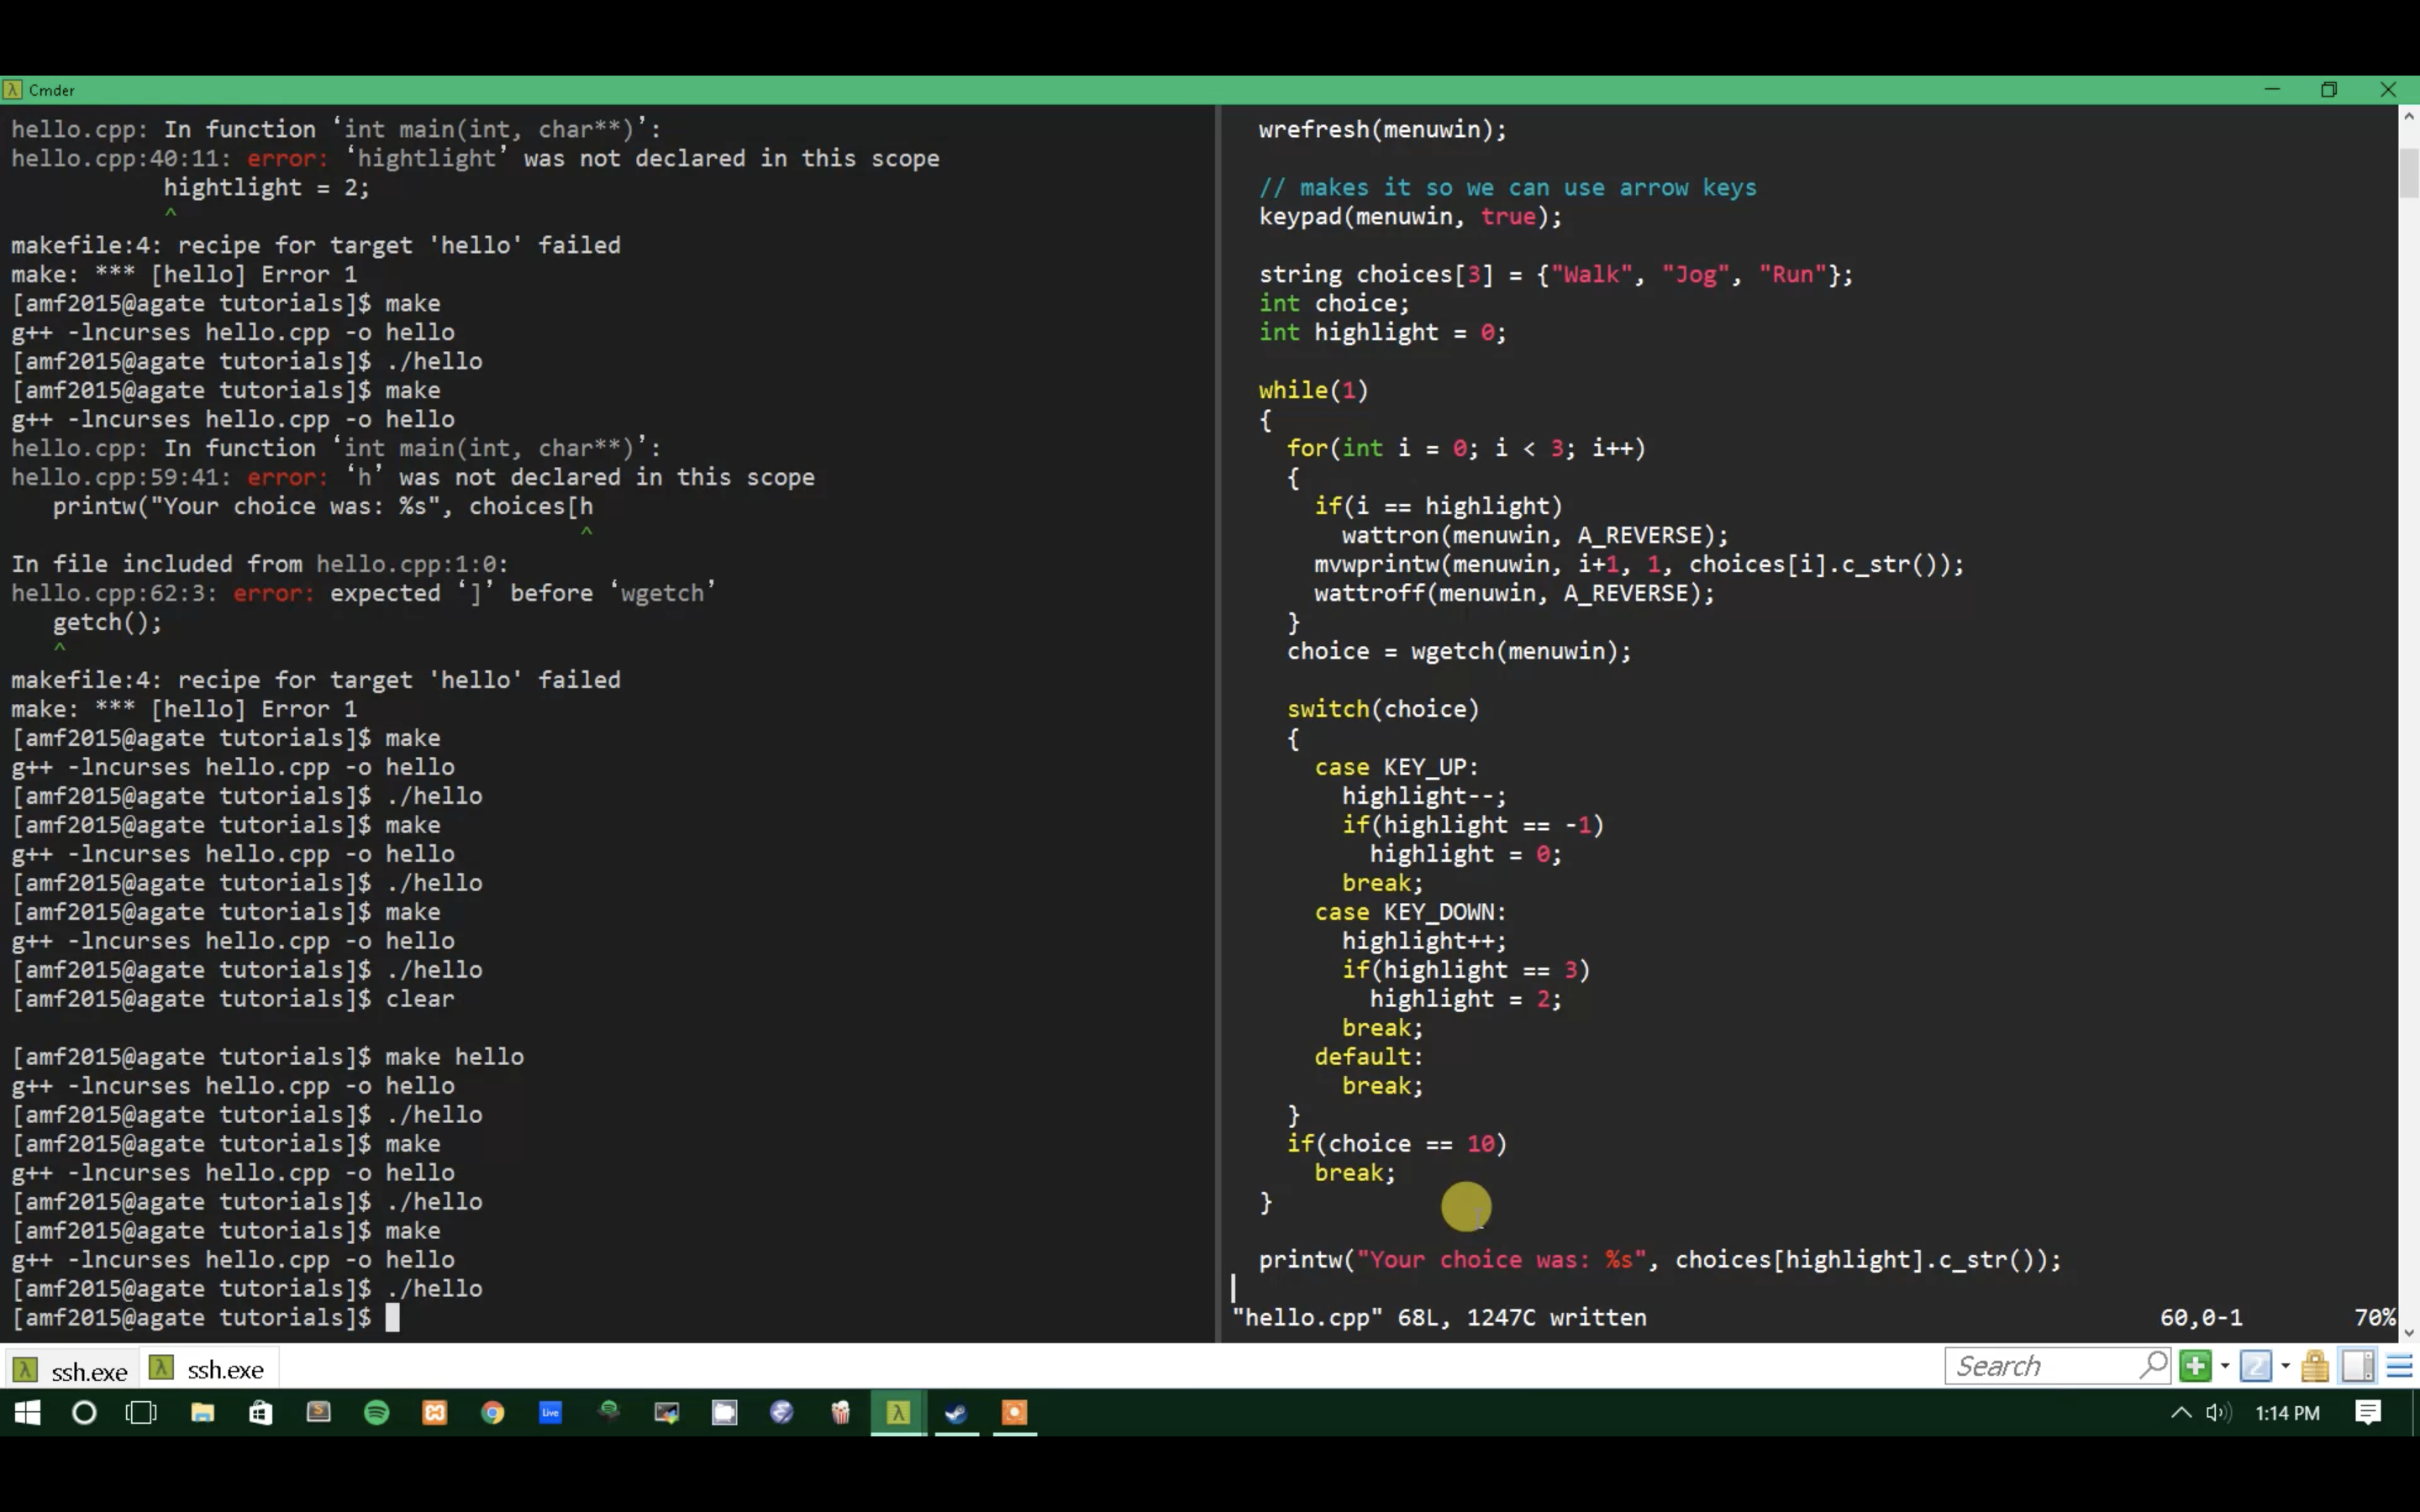 Cmder
hello.cpp: In function ‘int main(int, char**)’:
hello.cpp:40:11: error: ‘hightlight’ was not declared in this scope
           hightlight = 2;
           ^
makefile:4: recipe for target 'hello' failed
make: *** [hello] Error 1
[amf2015@agate tutorials]$ make
g++ -lncurses hello.cpp -o hello
[amf2015@agate tutorials]$ ./hello
[amf2015@agate tutorials]$ make
g++ -lncurses hello.cpp -o hello
hello.cpp: In function ‘int main(int, char**)’:
hello.cpp:59:41: error: ‘h’ was not declared in this scope
   printw("Your choice was: %s", choices[h
                                         ^
In file included from hello.cpp:1:0:
hello.cpp:62:3: error: expected ‘]’ before ‘wgetch’
   getch();
   ^
makefile:4: recipe for target 'hello' failed
make: *** [hello] Error 1
[amf2015@agate tutorials]$ make
g++ -lncurses hello.cpp -o hello
[amf2015@agate tutorials]$ ./hello
[amf2015@agate tutorials]$ make
g++ -lncurses hello.cpp -o hello
[amf2015@agate tutorials]$ ./hello
[amf2015@agate tutorials]$ make
g++ -lncurses hello.cpp -o hello
[amf2015@agate tutorials]$ ./hello
[amf2015@agate tutorials]$ clear
[amf2015@agate tutorials]$ make hello
g++ -lncurses hello.cpp -o hello
[amf2015@agate tutorials]$ ./hello
[amf2015@agate tutorials]$ make
g++ -lncurses hello.cpp -o hello
[amf2015@agate tutorials]$ ./hello
[amf2015@agate tutorials]$ make
g++ -lncurses hello.cpp -o hello
[amf2015@agate tutorials]$ ./hello
[amf2015@agate tutorials]$
  wrefresh(menuwin);
  // makes it so we can use arrow keys
  keypad(menuwin, true);
  string choices[3] = {"Walk", "Jog", "Run"};
  int choice;
  int highlight = 0;
  while(1)
  {
    for(int i = 0; i < 3; i++)
    {
      if(i == highlight)
        wattron(menuwin, A_REVERSE);
      mvwprintw(menuwin, i+1, 1, choices[i].c_str());
      wattroff(menuwin, A_REVERSE);
    }
    choice = wgetch(menuwin);
    switch(choice)
    {
      case KEY_UP:
        highlight--;
        if(highlight == -1)
          highlight = 0;
        break;
      case KEY_DOWN:
        highlight++;
        if(highlight == 3)
          highlight = 2;
        break;
      default:
        break;
    }
    if(choice == 10)
      break;
  }
  printw("Your choice was: %s", choices[highlight].c_str());
"hello.cpp" 68L, 1247C written 60,0-1 70%
ssh.exe ssh.exe Search 2
Live 1:14 PM